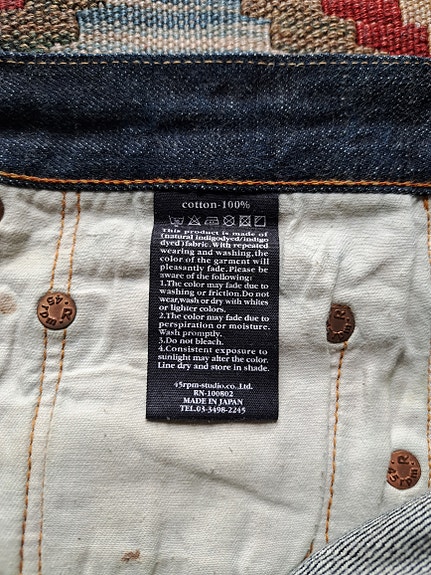 cotton-100%
This product is made of
(natural indigodyed/indigo
dyed)fabric. With repeated
wearing and washing,the
color of the garment will
pleasantly fade.Please be
aware of the following:
1.The color may fade due to
washing or friction.Do not
wear,wash or dry with whites
or lighter colors.
2.The color may fade due to
perspiration or moisture.
Wash promptly.
3.Do not bleach.
4.Consistent exposure to
sunlight may alter the color.
Line dry and store in shade.
45rpm-studio.co.,Ltd.
RN-100802
MADE IN JAPAN
TEL.03-3498-2245
45 R rpm
R rpm
45 R rpm